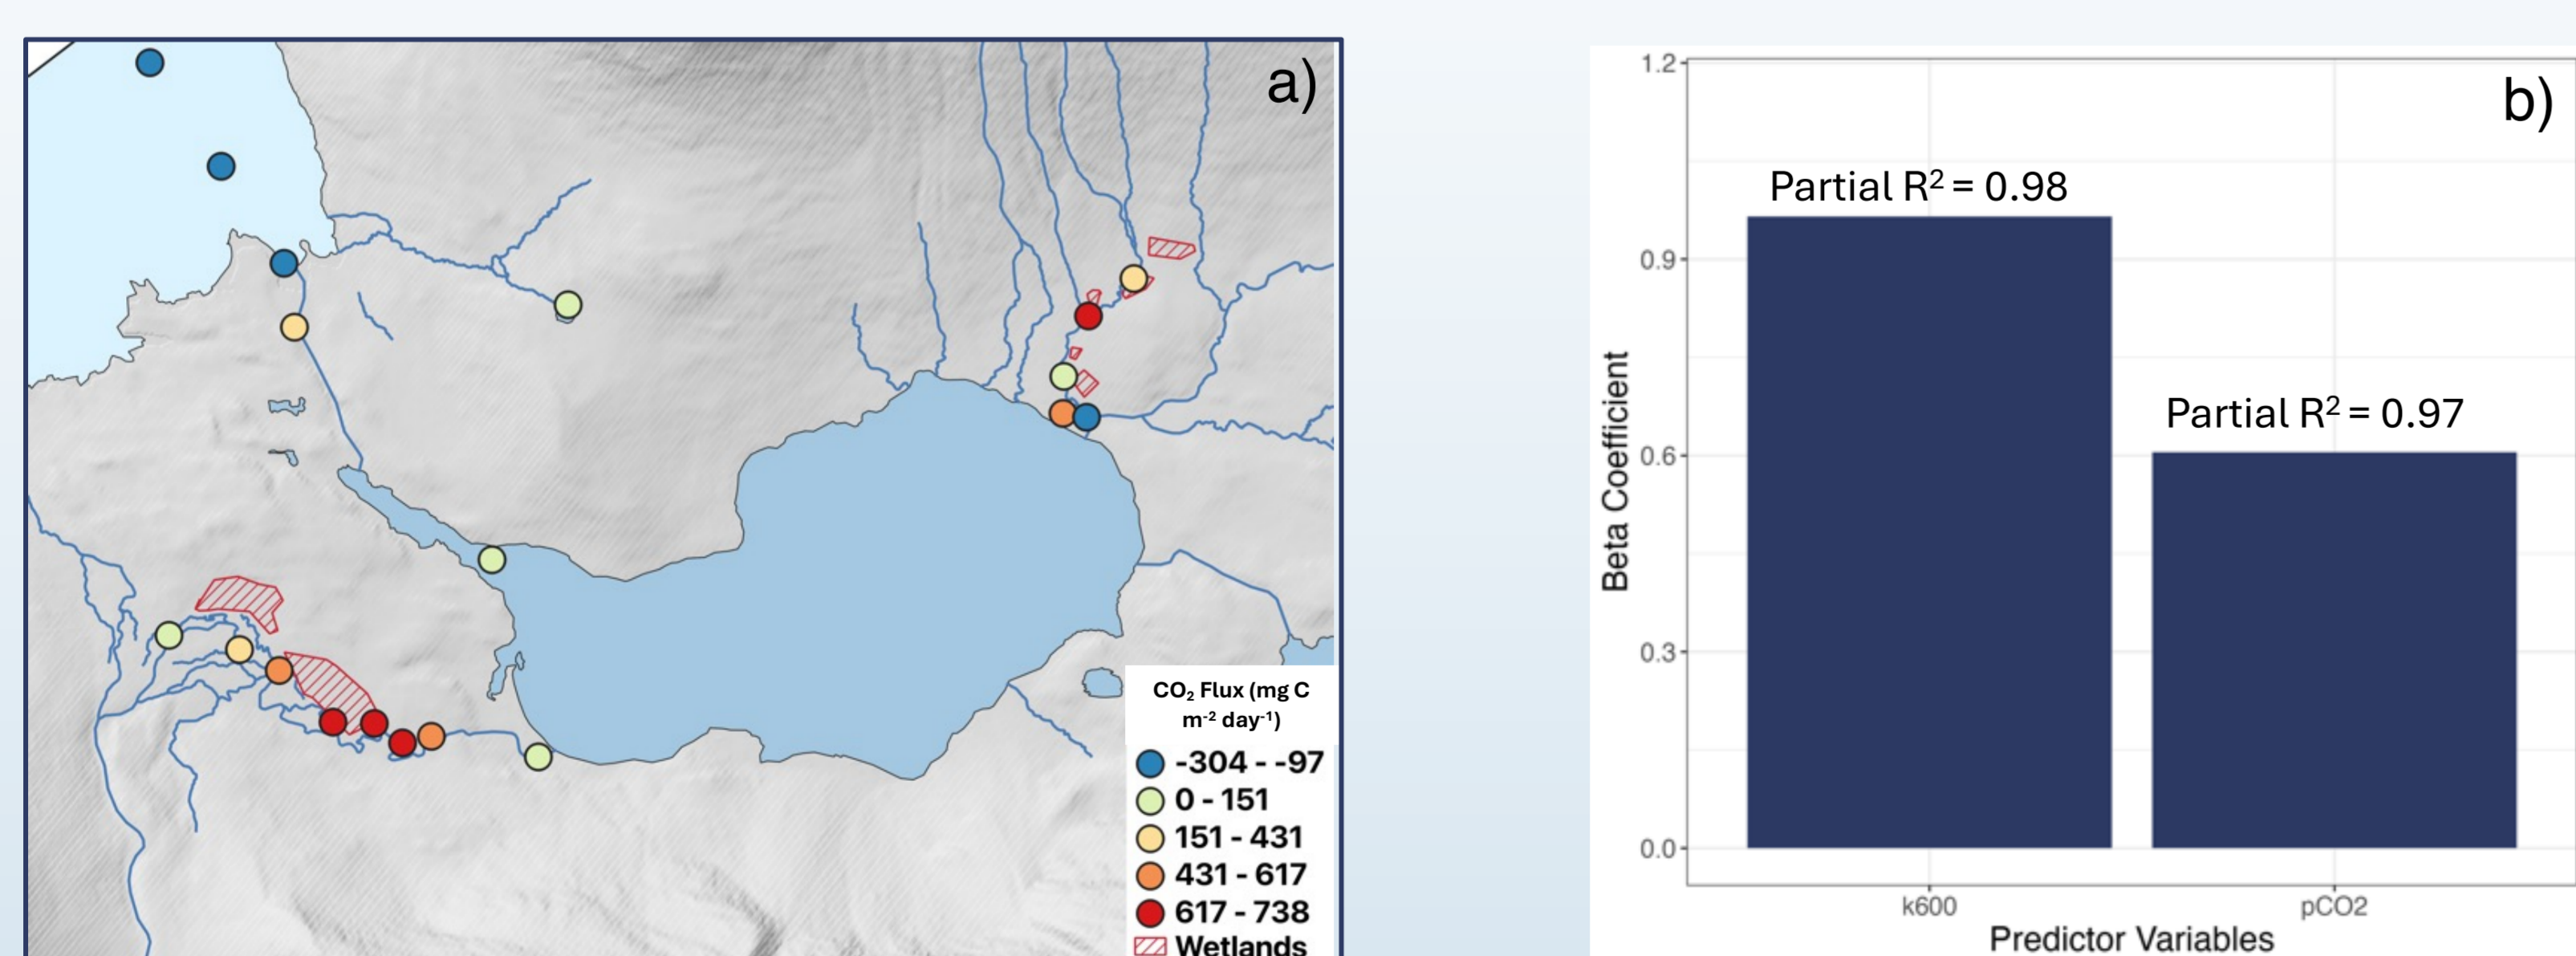 a)
CO₂ Flux (mg C
m⁻² day⁻¹)
-304 - -97
0 - 151
151 - 431
431 - 617
617 - 738
Wetlands
b)
1.2
0.9
0.6
0.3
0.0
Beta Coefficient
Partial R² = 0.98
Partial R² = 0.97
k600
pCO2
Predictor Variables